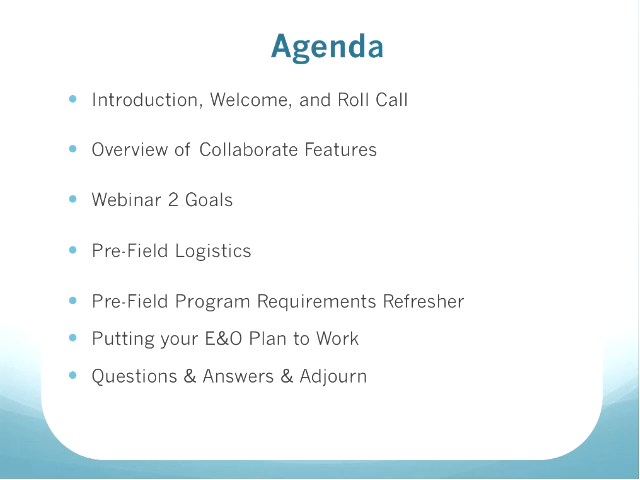 Agenda
• Introduction, Welcome, and Roll Call
• Overview of Collaborate Features
• Webinar 2 Goals
• Pre-Field Logistics
• Pre-Field Program Requirements Refresher
• Putting your E&O Plan to Work
• Questions & Answers & Adjourn